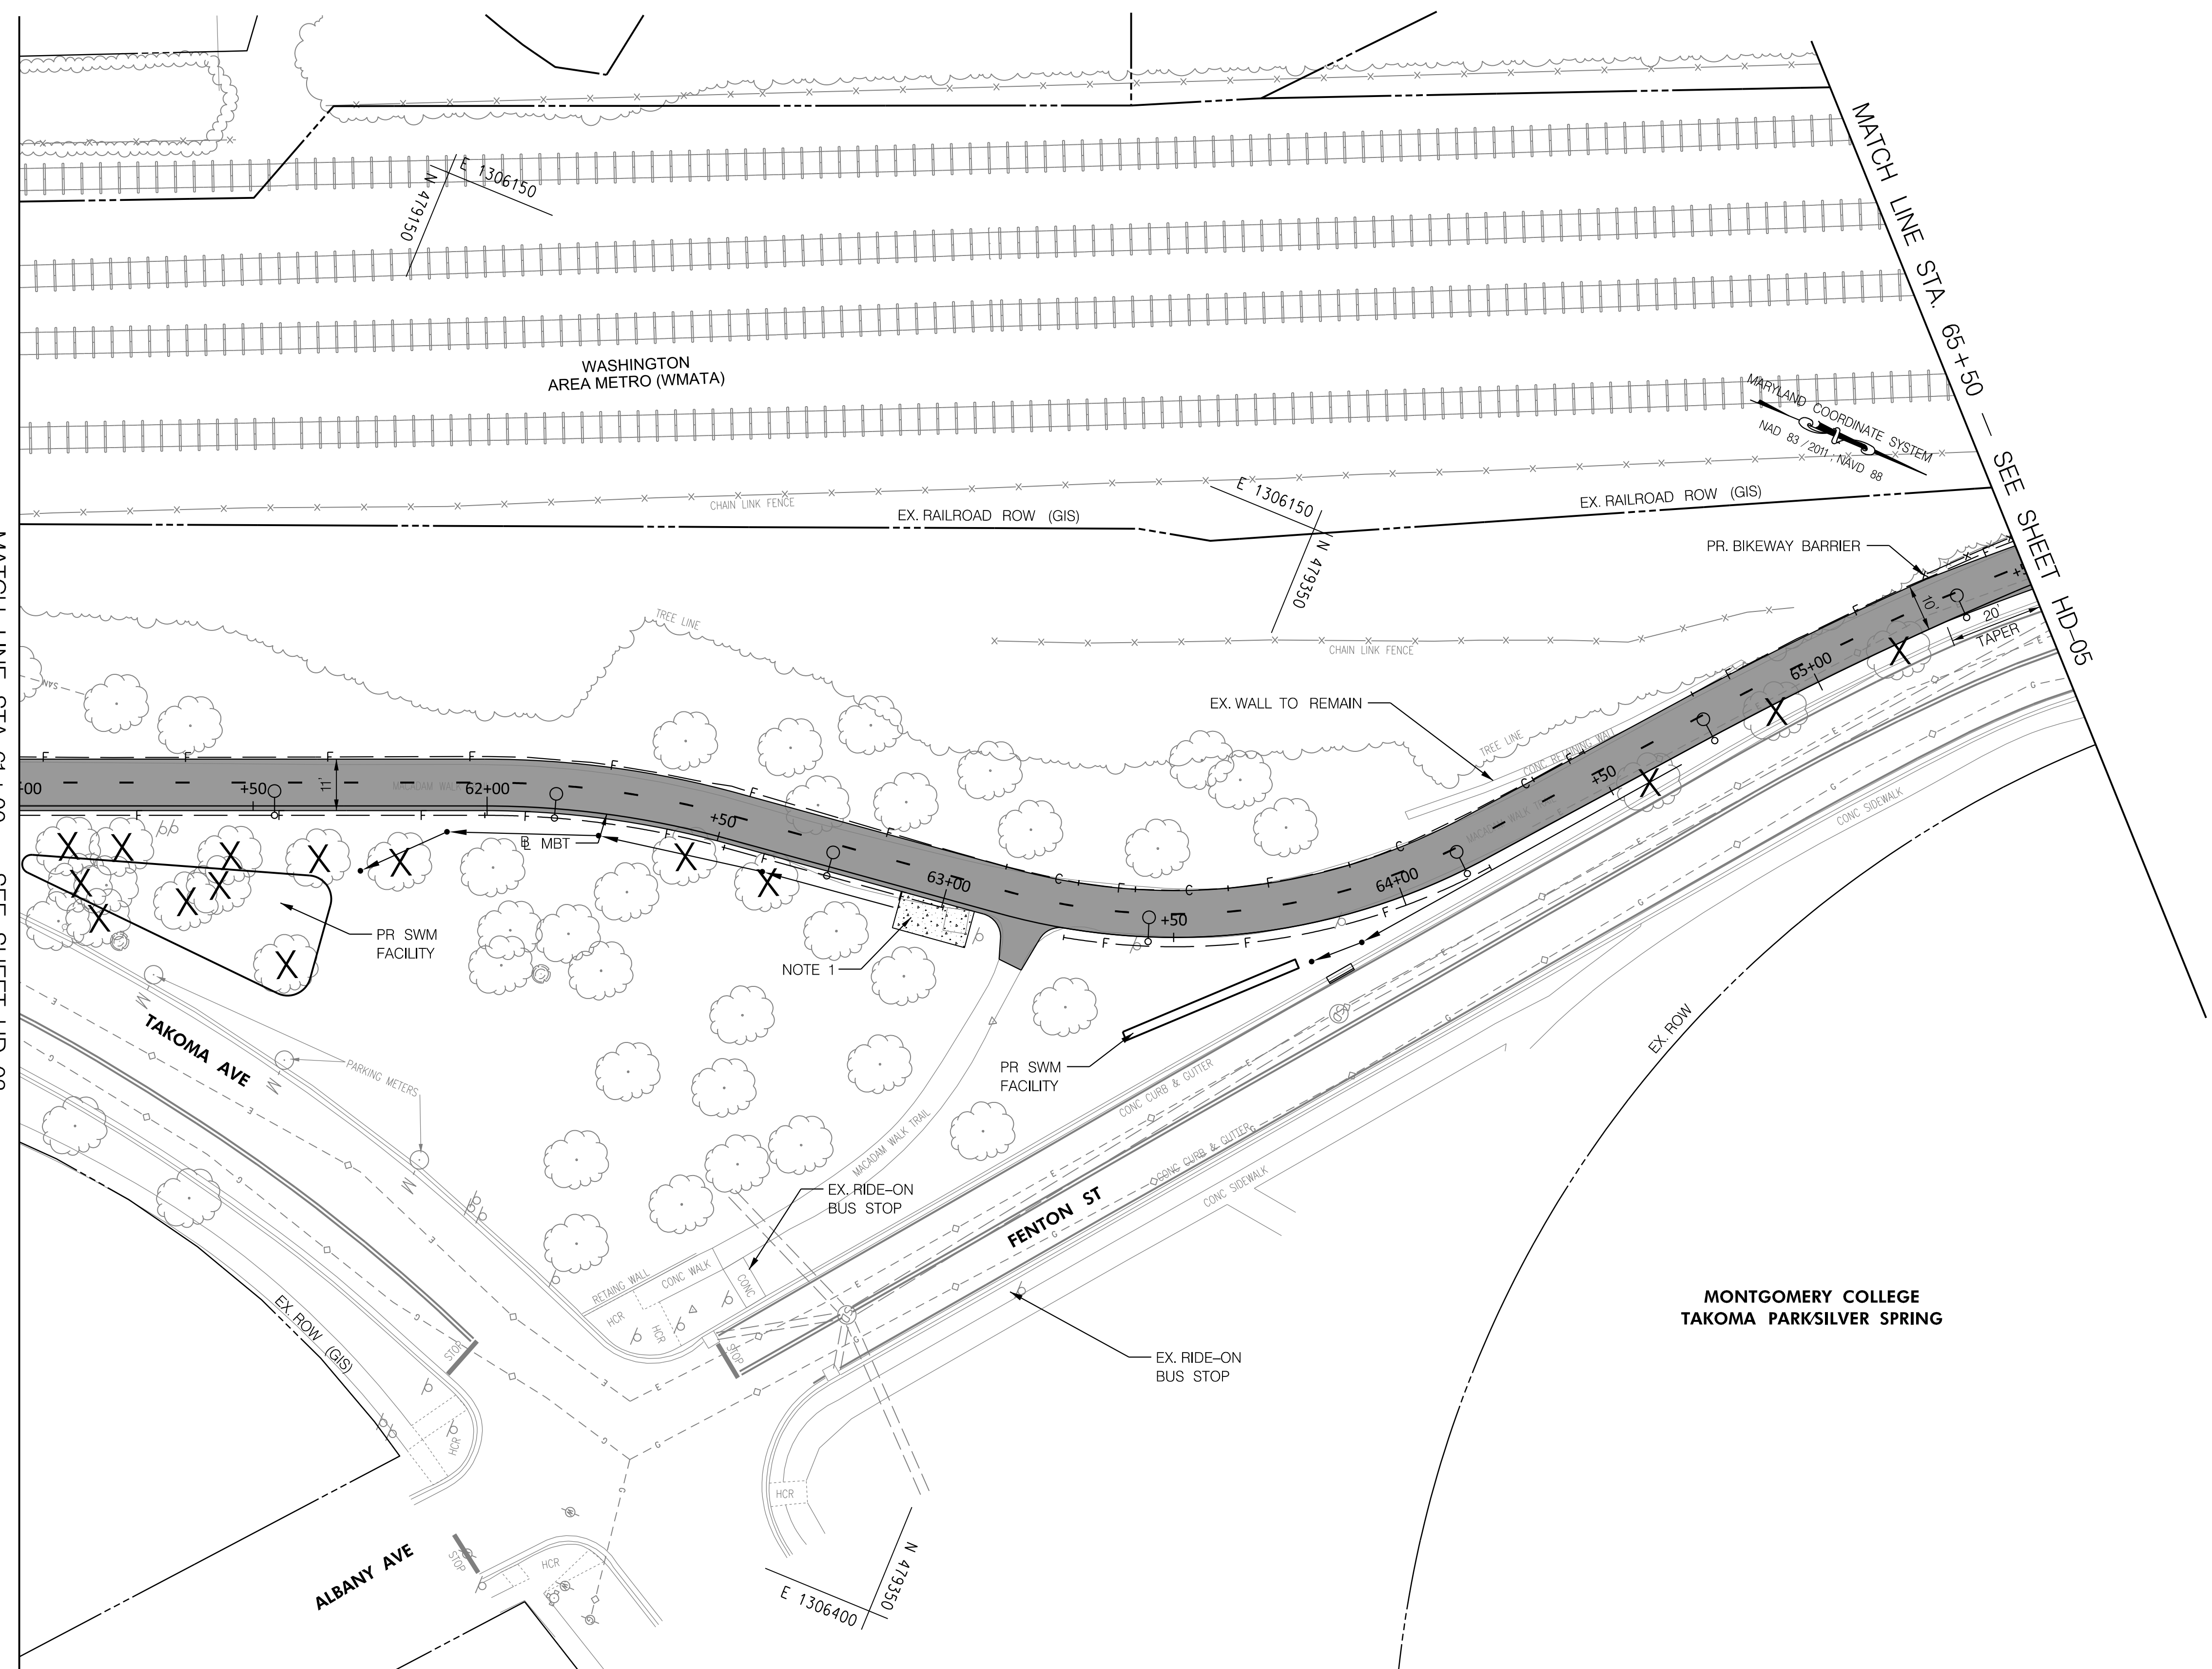 E 1306150
N 479150
MATCH LINE STA. 65+50 — SEE SHEET HD-05
WASHINGTON
AREA METRO (WMATA)
MARYLAND COORDINATE SYSTEM
NAD 83/2011, NAVD 88
CHAIN LINK FENCE
EX. RAILROAD ROW (GIS)
E 1306150
N 479350
EX. RAILROAD ROW (GIS)
PR. BIKEWAY BARRIER
10'
20'
TAPER
TREE LINE
CHAIN LINK FENCE
SAN
EX. WALL TO REMAIN
TREE LINE
CONC RETAINING WALL
65+00
+50
+00
+50
11'
MACADAM WALK
62+00
+50
63+00
+50
64+00
MACADAM WALK
CONC SIDEWALK
BL MBT
PR SWM
FACILITY
NOTE 1
PR SWM
FACILITY
EX. ROW
TAKOMA AVE
PARKING METERS
MACADAM WALK TRAIL
CONC CURB & GUTTER
CONC CURB & GUTTER
CONC SIDEWALK
EX. RIDE-ON
BUS STOP
FENTON ST
RETAING WALL
CONC WALK
CONC
HCR
HCR
STOP
EX. ROW (GIS)
STOP
HCR
EX. RIDE-ON
BUS STOP
MONTGOMERY COLLEGE
TAKOMA PARK/SILVER SPRING
HCR
ALBANY AVE
STOP
HCR
E 1306400
N 479350